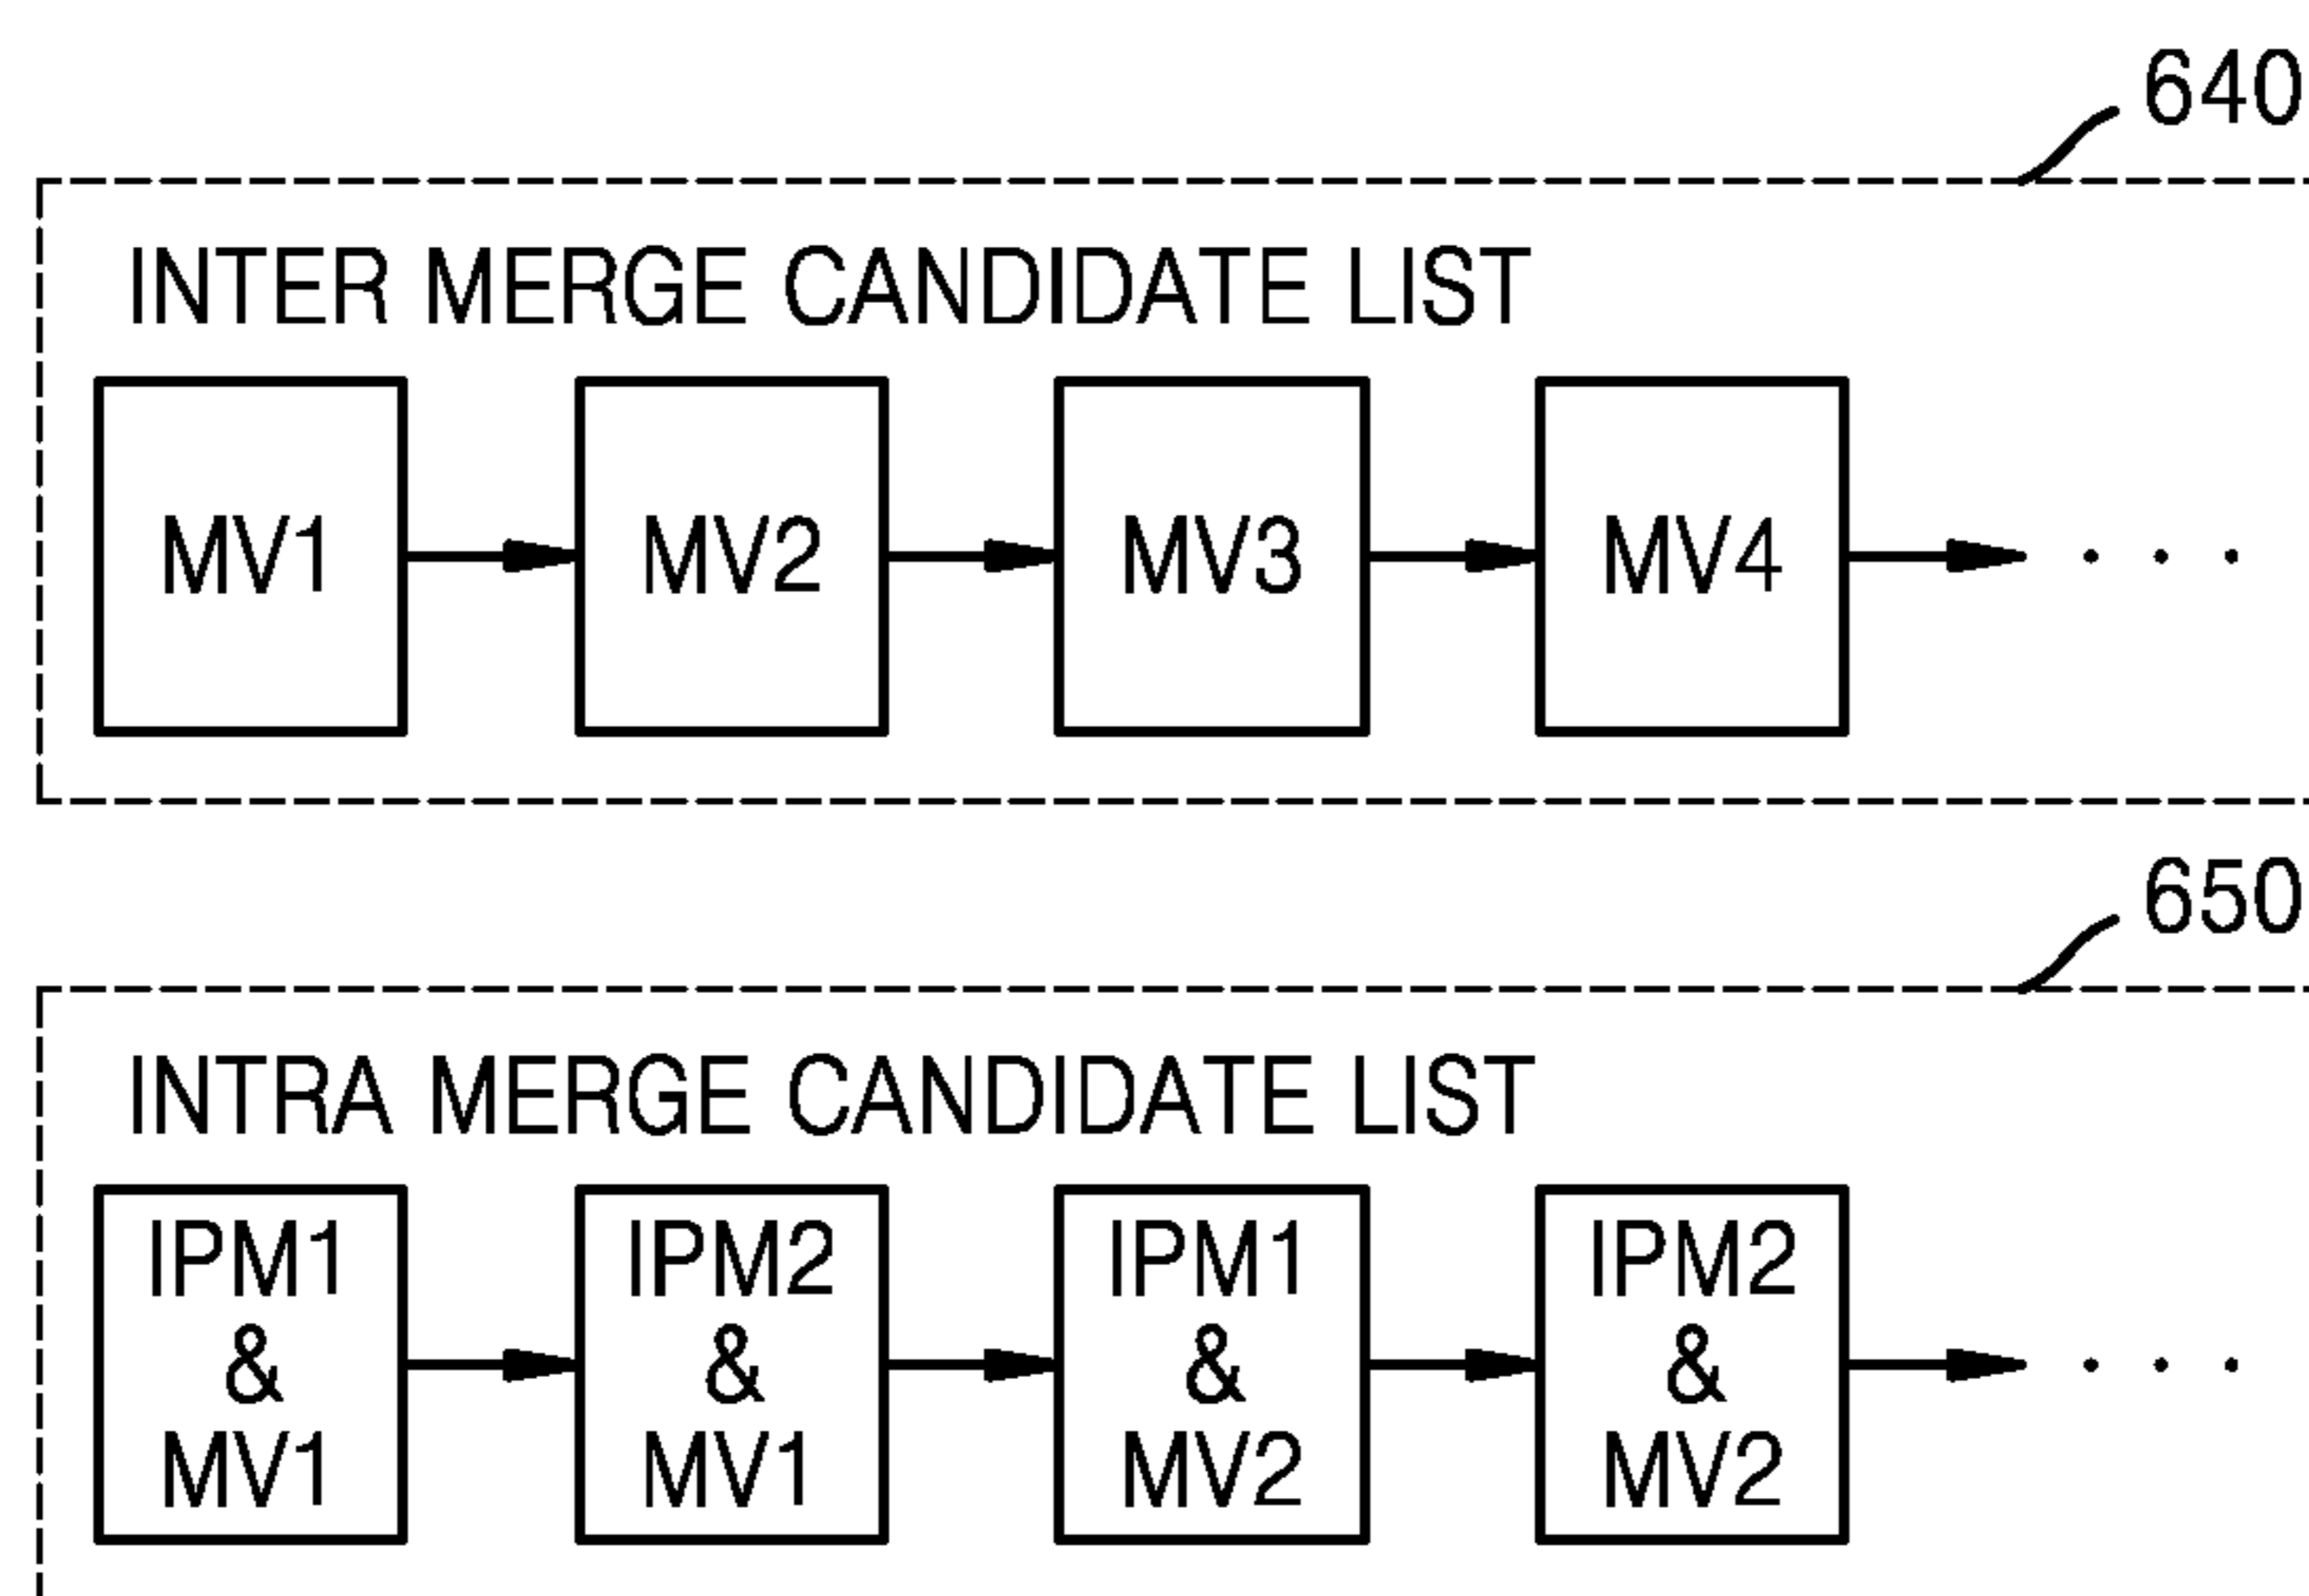 640
INTER MERGE CANDIDATE LIST
MV1 MV2 MV3 MV4 . . .
650
INTRA MERGE CANDIDATE LIST
IPM1 IPM2 IPM1 IPM2
& & & & . . .
MV1 MV1 MV2 MV2